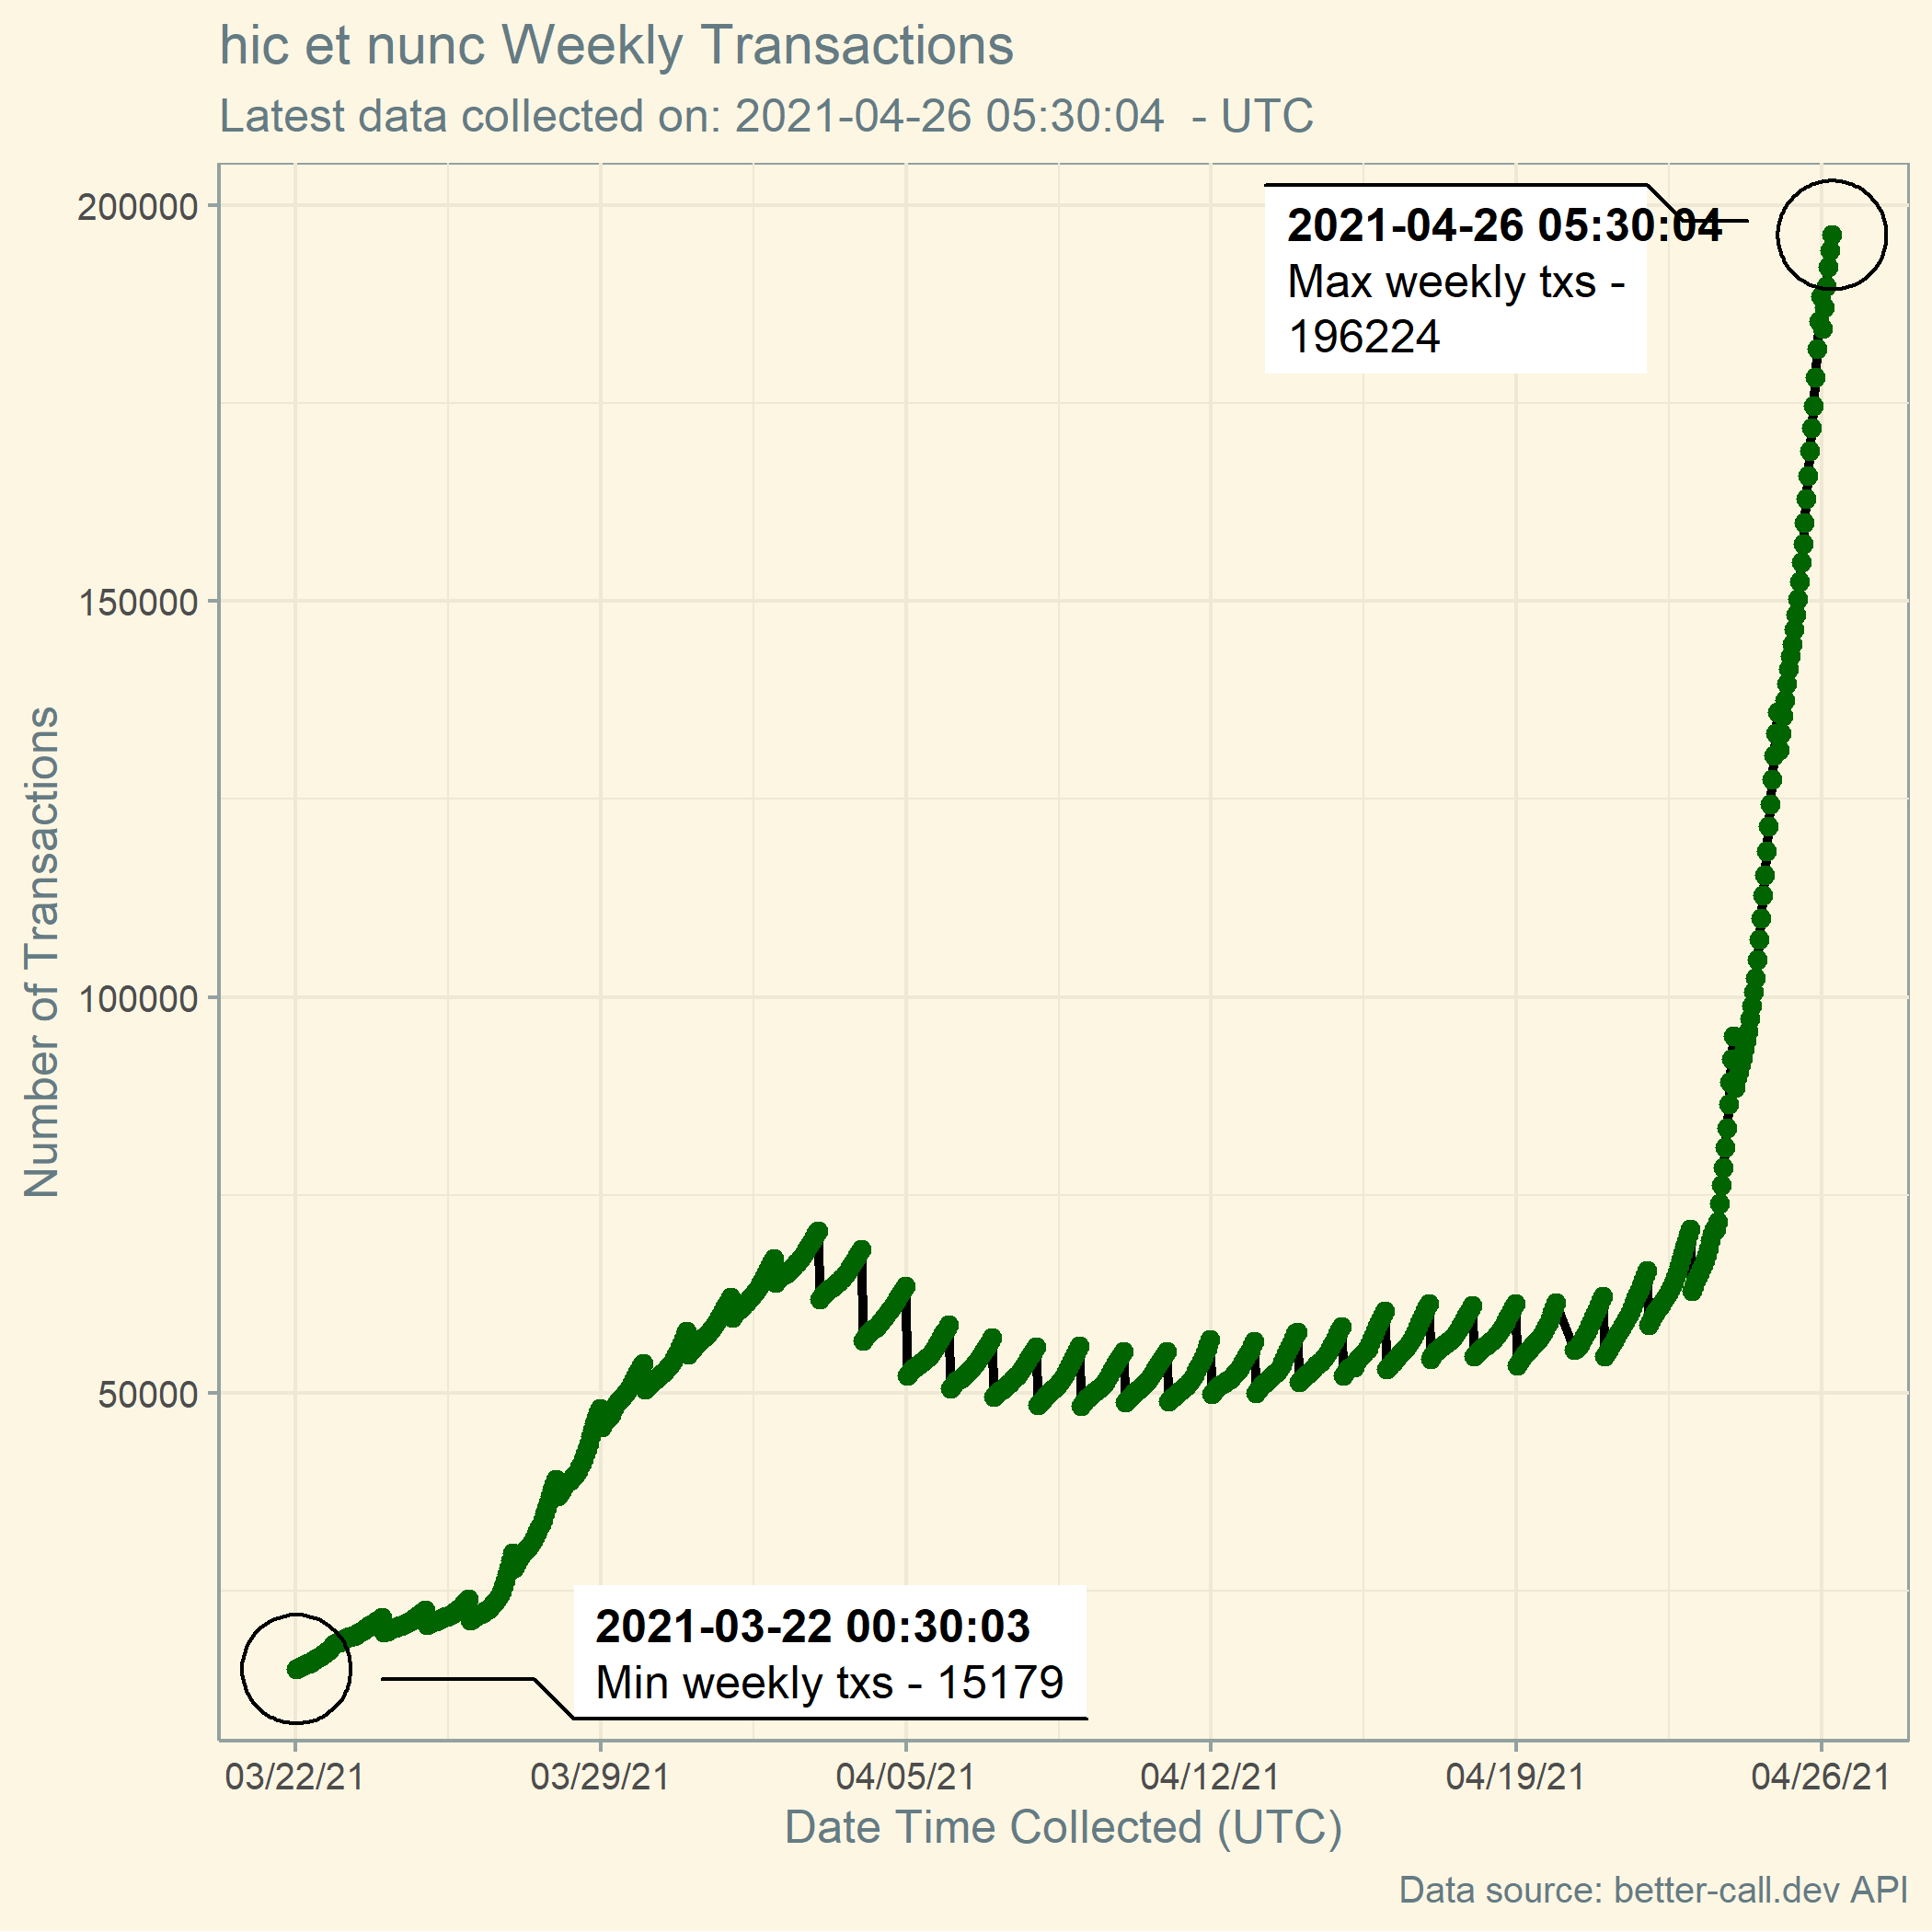 hic et nunc Weekly Transactions
Latest data collected on: 2021-04-26 05:30:04  - UTC
Number of Transactions
200000
150000
100000
50000
2021-04-26 05:30:04
Max weekly txs -
196224
2021-03-22 00:30:03
Min weekly txs - 15179
03/22/21 03/29/21 04/05/21 04/12/21 04/19/21 04/26/21
Date Time Collected (UTC)
Data source: better-call.dev API